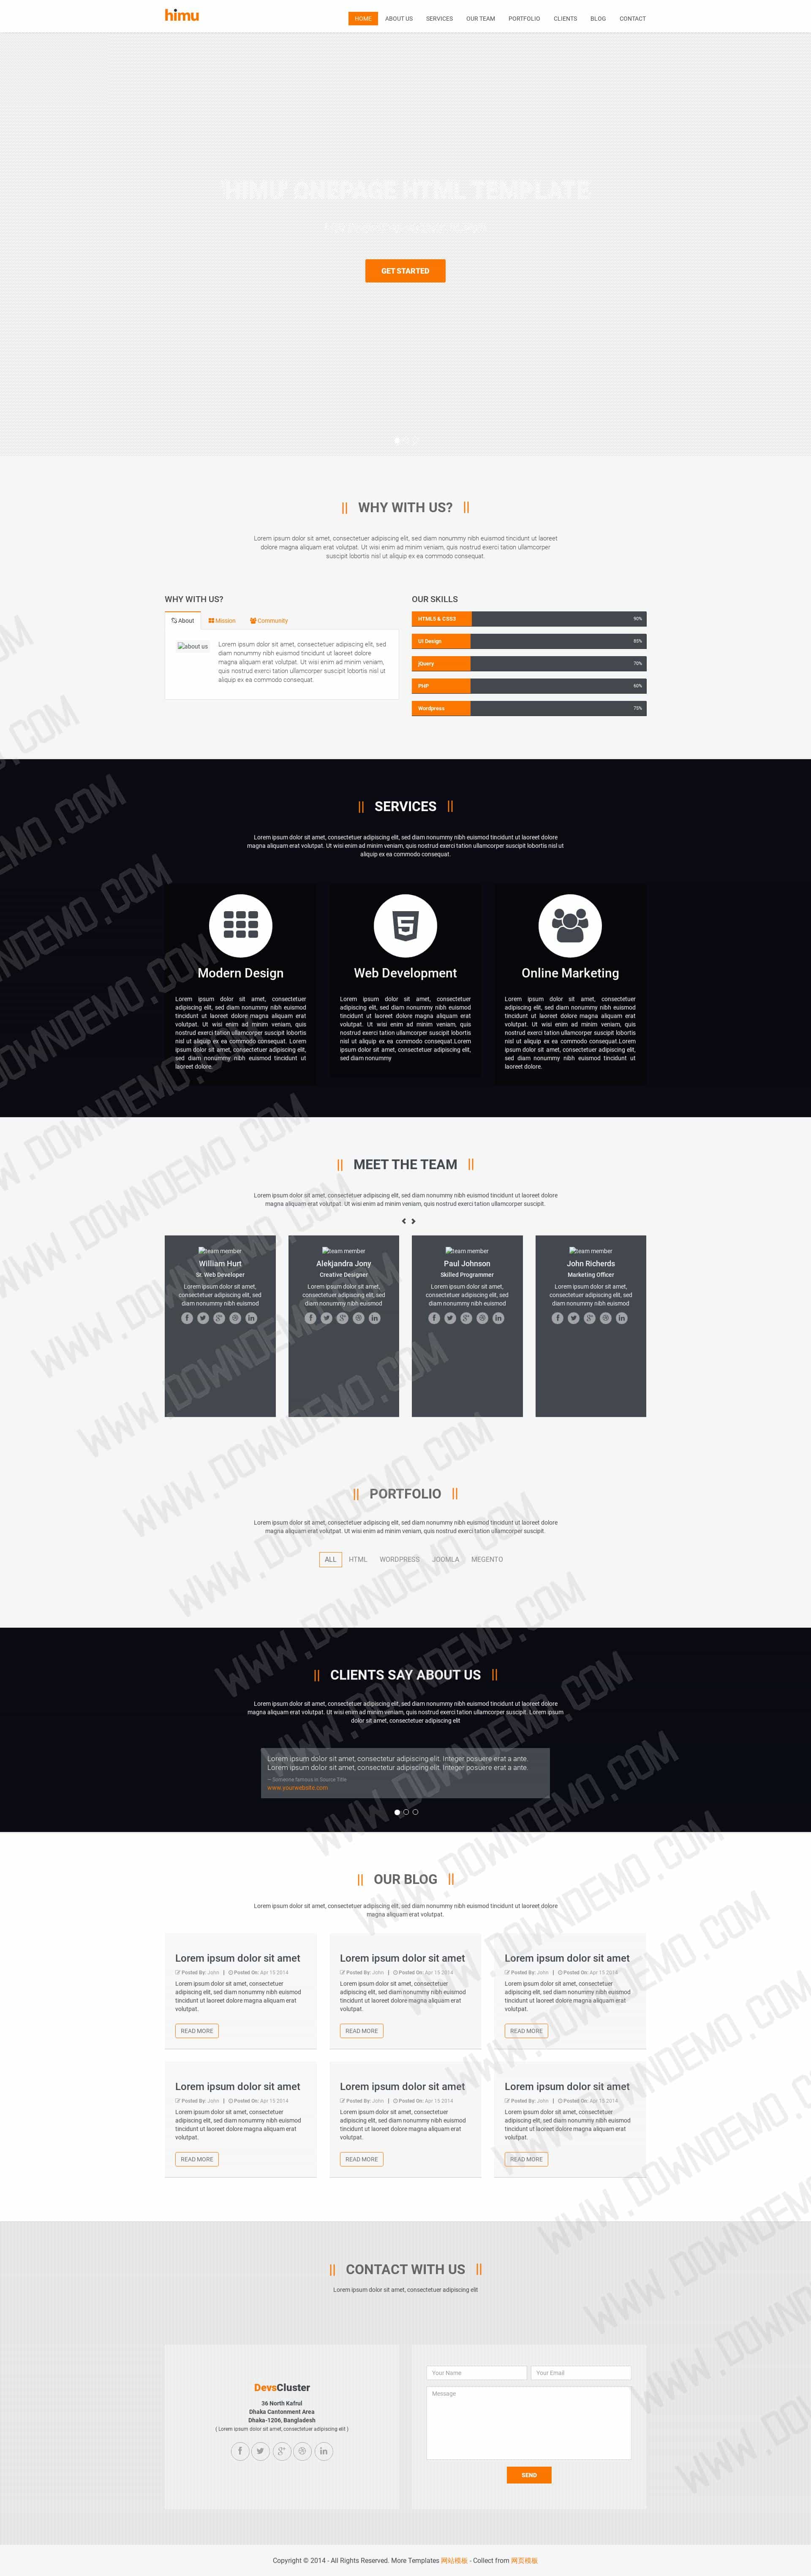 himu
HOME ABOUT US SERVICES OUR TEAM PORTFOLIO CLIENTS BLOG CONTACT
HIMU ONEPAGE HTML TEMPLATE
GET STARTED
WHY WITH US?
Lorem ipsum dolor sit amet, consectetuer adipiscing elit, sed diam nonummy nibh euismod tincidunt ut laoreet
dolore magna aliquam erat volutpat. Ut wisi enim ad minim veniam, quis nostrud exerci tation ullamcorper
suscipit lobortis nisl ut aliquip ex ea commodo consequat.
WHY WITH US?
About Mission Community
about us
Lorem ipsum dolor sit amet, consectetuer
adipiscing elit, sed diam nonummy nibh euismod
tincidunt ut laoreet dolore magna aliquam erat
volutpat. Ut wisi enim ad minim veniam,
quis nostrud exerci tation ullamcorper suscipit lobortis nisl ut
aliquip ex ea commodo consequat.
OUR SKILLS
HTML5 & CSS3 90%
UI Design 85%
jQuery 70%
PHP 60%
Wordpress 75%
SERVICES
Lorem ipsum dolor sit amet, consectetuer adipiscing elit, sed diam nonummy nibh euismod tincidunt ut laoreet dolore
magna aliquam erat volutpat. Ut wisi enim ad minim veniam, quis nostrud exerci tation ullamcorper suscipit lobortis nisl ut
aliquip ex ea commodo consequat.
Modern Design
Lorem ipsum dolor sit amet, consectetuer
adipiscing elit, sed diam nonummy nibh euismod
tincidunt ut laoreet dolore magna aliquam erat
volutpat. Ut wisi enim ad minim veniam, quis
nostrud exerci tation ullamcorper suscipit lobortis
nisl ut aliquip ex ea commodo consequat. Lorem
ipsum dolor sit amet, consectetuer adipiscing elit,
sed diam nonummy nibh euismod tincidunt ut
laoreet dolore.
Web Development
Lorem ipsum dolor sit amet, consectetuer
adipiscing elit, sed diam nonummy nibh euismod
tincidunt ut laoreet dolore magna aliquam erat
volutpat. Ut wisi enim ad minim veniam, quis
nostrud exerci tation ullamcorper suscipit lobortis
nisl ut aliquip ex ea commodo consequat.Lorem
ipsum dolor sit amet, consectetuer adipiscing elit,
sed diam nonummy
Online Marketing
Lorem ipsum dolor sit amet, consectetuer
adipiscing elit, sed diam nonummy nibh euismod
tincidunt ut laoreet dolore magna aliquam erat
volutpat. Ut wisi enim ad minim veniam, quis
nostrud exerci tation ullamcorper suscipit lobortis
nisl ut aliquip ex ea commodo consequat.Lorem
ipsum dolor sit amet, consectetuer adipiscing elit,
sed diam nonummy nibh euismod tincidunt ut
laoreet dolore.
MEET THE TEAM
Lorem ipsum dolor sit amet, consectetuer adipiscing elit, sed diam nonummy nibh euismod tincidunt ut laoreet dolore
magna aliquam erat volutpat. Ut wisi enim ad minim veniam, quis nostrud exerci tation ullamcorper suscipit.
team member
William Hurt
Sr. Web Developer
Lorem ipsum dolor sit amet,
consectetuer adipiscing elit, sed
diam nonummy nibh euismod
team member
Alekjandra Jony
Creative Designer
Lorem ipsum dolor sit amet,
consectetuer adipiscing elit, sed
diam nonummy nibh euismod
team member
Paul Johnson
Skilled Programmer
Lorem ipsum dolor sit amet,
consectetuer adipiscing elit, sed
diam nonummy nibh euismod
team member
John Richerds
Marketing Officer
Lorem ipsum dolor sit amet,
consectetuer adipiscing elit, sed
diam nonummy nibh euismod
PORTFOLIO
Lorem ipsum dolor sit amet, consectetuer adipiscing elit, sed diam nonummy nibh euismod tincidunt ut laoreet dolore
magna aliquam erat volutpat. Ut wisi enim ad minim veniam, quis nostrud exerci tation ullamcorper suscipit.
ALL HTML WORDPRESS JOOMLA MEGENTO
CLIENTS SAY ABOUT US
Lorem ipsum dolor sit amet, consectetuer adipiscing elit, sed diam nonummy nibh euismod tincidunt ut laoreet dolore
magna aliquam erat volutpat. Ut wisi enim ad minim veniam, quis nostrud exerci tation ullamcorper suscipit. Lorem ipsum
dolor sit amet, consectetuer adipiscing elit
Lorem ipsum dolor sit amet, consectetur adipiscing elit. Integer posuere erat a ante.
Lorem ipsum dolor sit amet, consectetur adipiscing elit. Integer posuere erat a ante.
— Someone famous in Source Title
www.yourwebsite.com
OUR BLOG
Lorem ipsum dolor sit amet, consectetuer adipiscing elit, sed diam nonummy nibh euismod tincidunt ut laoreet dolore
magna aliquam erat volutpat.
Lorem ipsum dolor sit amet
Posted By: John | Posted On: Apr 15 2014
Lorem ipsum dolor sit amet, consectetuer
adipiscing elit, sed diam nonummy nibh euismod
tincidunt ut laoreet dolore magna aliquam erat
volutpat.
READ MORE
Lorem ipsum dolor sit amet
Posted By: John | Posted On: Apr 15 2014
Lorem ipsum dolor sit amet, consectetuer
adipiscing elit, sed diam nonummy nibh euismod
tincidunt ut laoreet dolore magna aliquam erat
volutpat.
READ MORE
Lorem ipsum dolor sit amet
Posted By: John | Posted On: Apr 15 2014
Lorem ipsum dolor sit amet, consectetuer
adipiscing elit, sed diam nonummy nibh euismod
tincidunt ut laoreet dolore magna aliquam erat
volutpat.
READ MORE
Lorem ipsum dolor sit amet
Posted By: John | Posted On: Apr 15 2014
Lorem ipsum dolor sit amet, consectetuer
adipiscing elit, sed diam nonummy nibh euismod
tincidunt ut laoreet dolore magna aliquam erat
volutpat.
READ MORE
Lorem ipsum dolor sit amet
Posted By: John | Posted On: Apr 15 2014
Lorem ipsum dolor sit amet, consectetuer
adipiscing elit, sed diam nonummy nibh euismod
tincidunt ut laoreet dolore magna aliquam erat
volutpat.
READ MORE
Lorem ipsum dolor sit amet
Posted By: John | Posted On: Apr 15 2014
Lorem ipsum dolor sit amet, consectetuer
adipiscing elit, sed diam nonummy nibh euismod
tincidunt ut laoreet dolore magna aliquam erat
volutpat.
READ MORE
CONTACT WITH US
Lorem ipsum dolor sit amet, consectetuer adipiscing elit
DevsCluster
36 North Kafrul
Dhaka Cantonment Area
Dhaka-1206, Bangladesh
( Lorem ipsum dolor sit amet, consectetuer adipiscing elit )
Your Name Your Email
Message
SEND
Copyright © 2014 - All Rights Reserved. More Templates 网站模板 - Collect from 网页模板
WWW.DOWNDEMO.COM